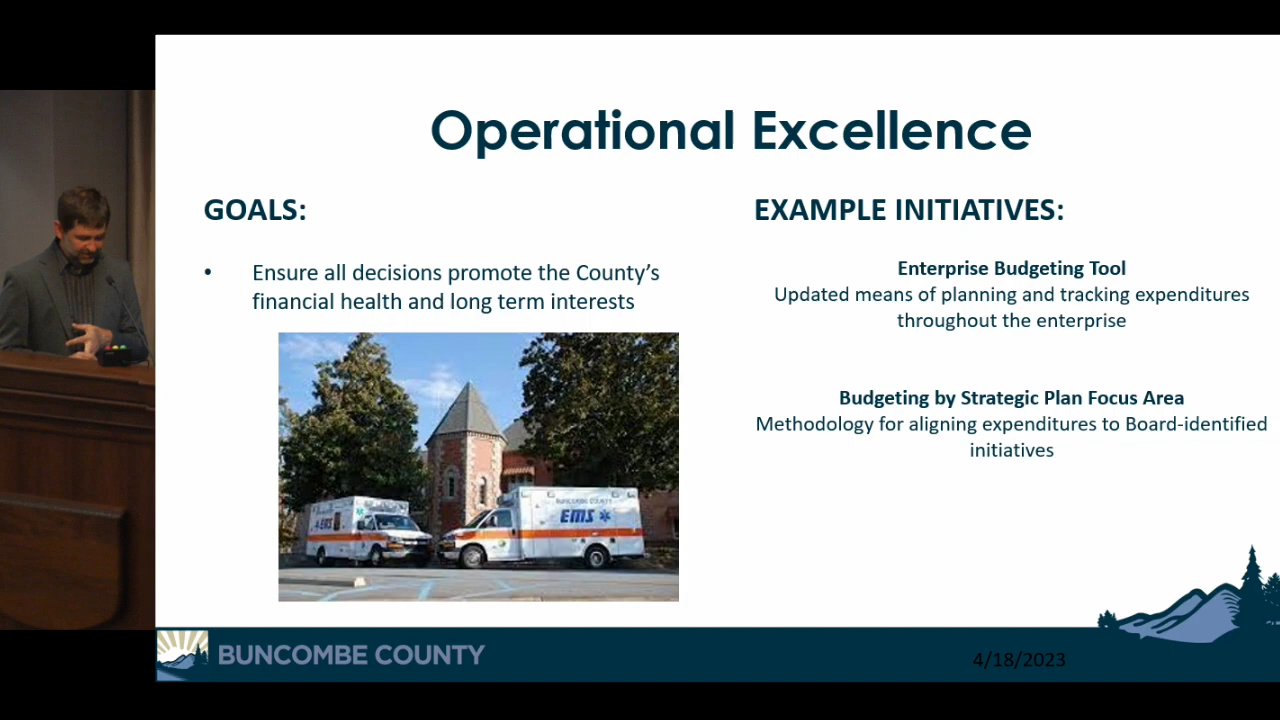 Operational Excellence
GOALS:
• Ensure all decisions promote the County's
financial health and long term interests
EXAMPLE INITIATIVES:
Enterprise Budgeting Tool
Updated means of planning and tracking expenditures
throughout the enterprise
Budgeting by Strategic Plan Focus Area
Methodology for aligning expenditures to Board-identified
initiatives
EMS
BUNCOMBE COUNTY
EMS
BUNCOMBE COUNTY
4/18/2023